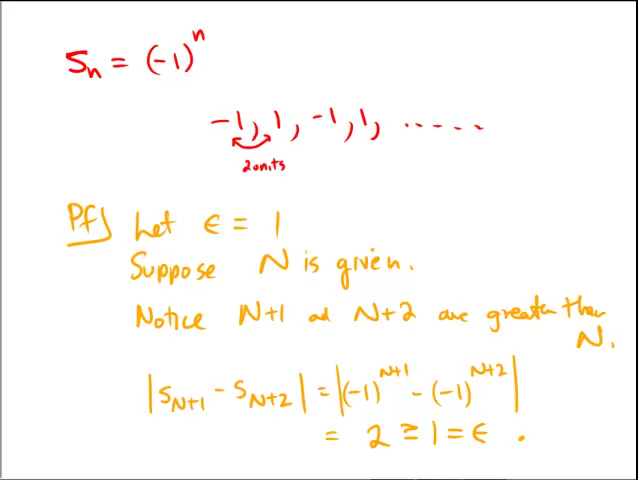 Sₙ = (-1)ⁿ
-1, 1, -1, 1, ......
2 units
Pf) Let ε = 1
Suppose N is given.
Notice N+1 ad N+2 are greater than
N.
|S_{N+1} - S_{N+2}| = |(-1)^{N+1} - (-1)^{N+2}|
= 2 ≥ 1 = ε .